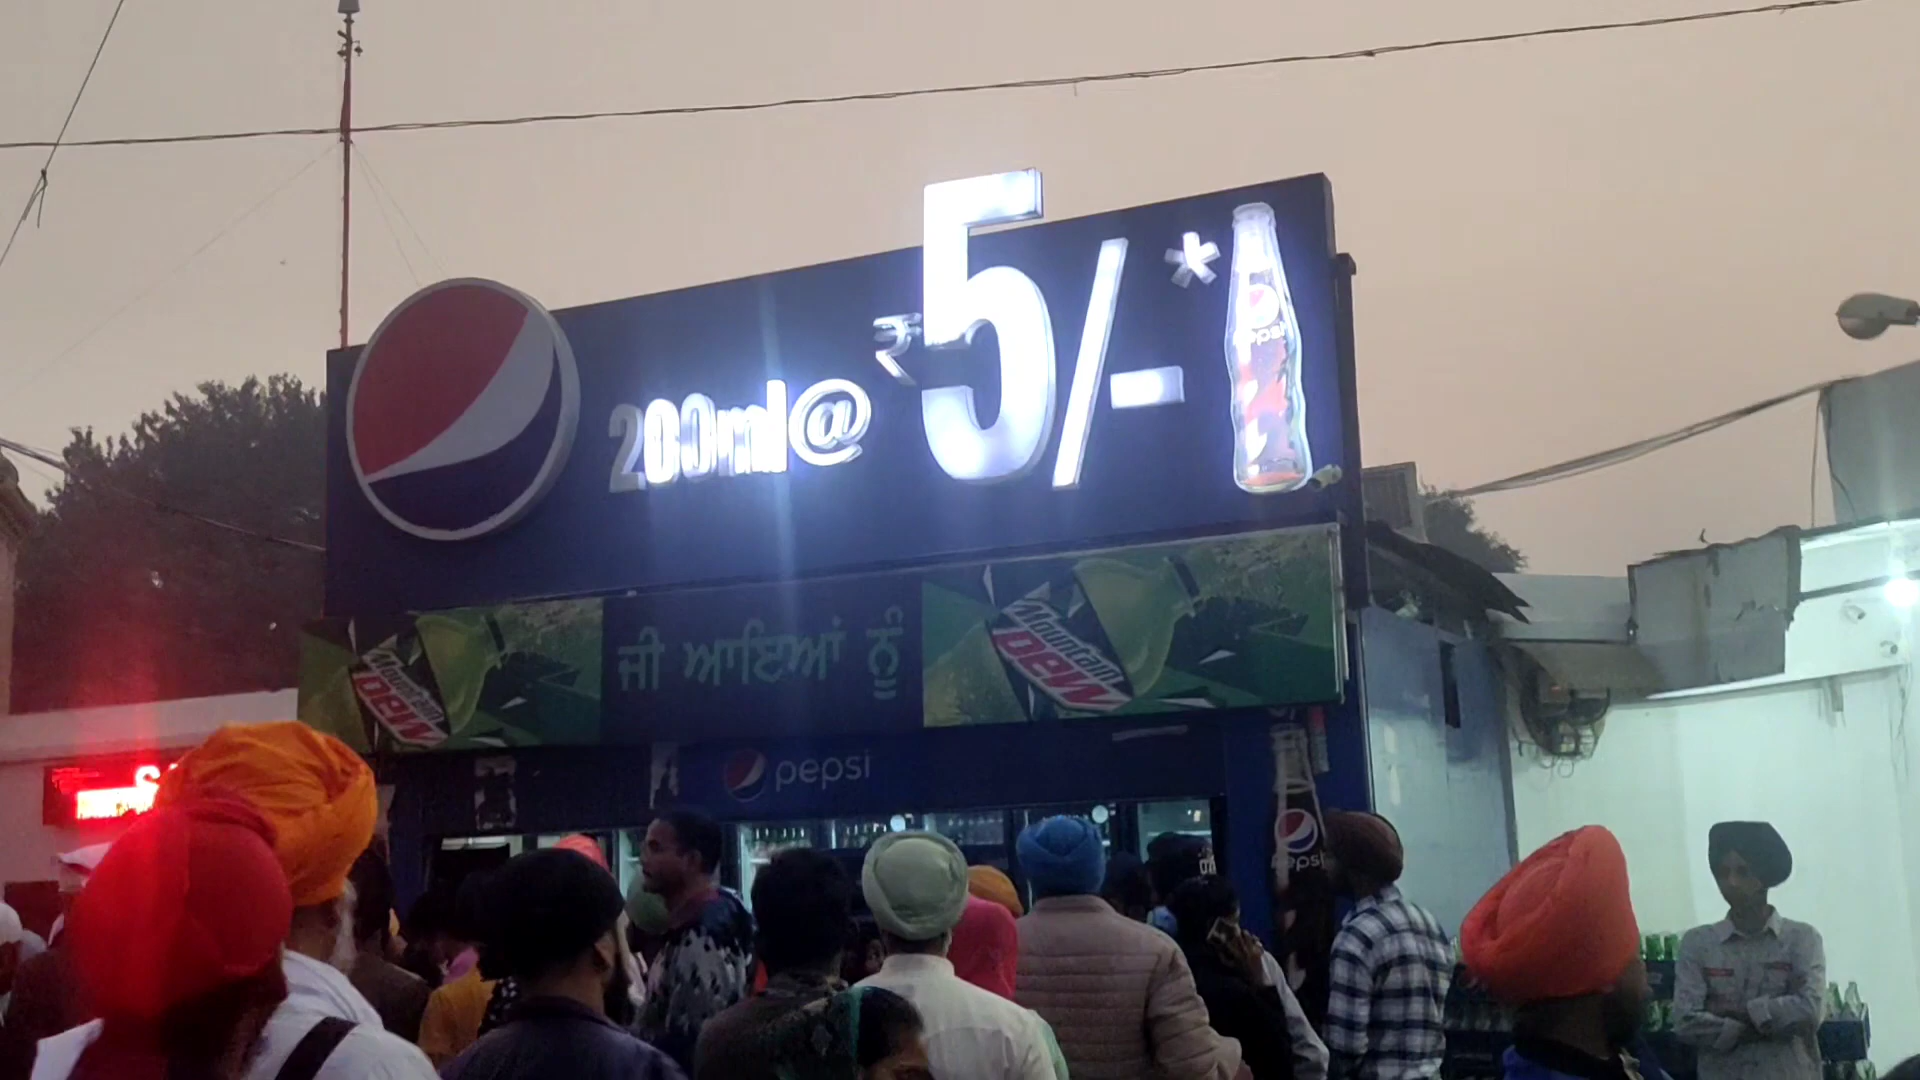 200ml@ ₹5/-*
pepsi
Mountain
Dew
ਜੀ ਆਇਆਂ ਨੂੰ
Mountain
Dew
pepsi
pepsi